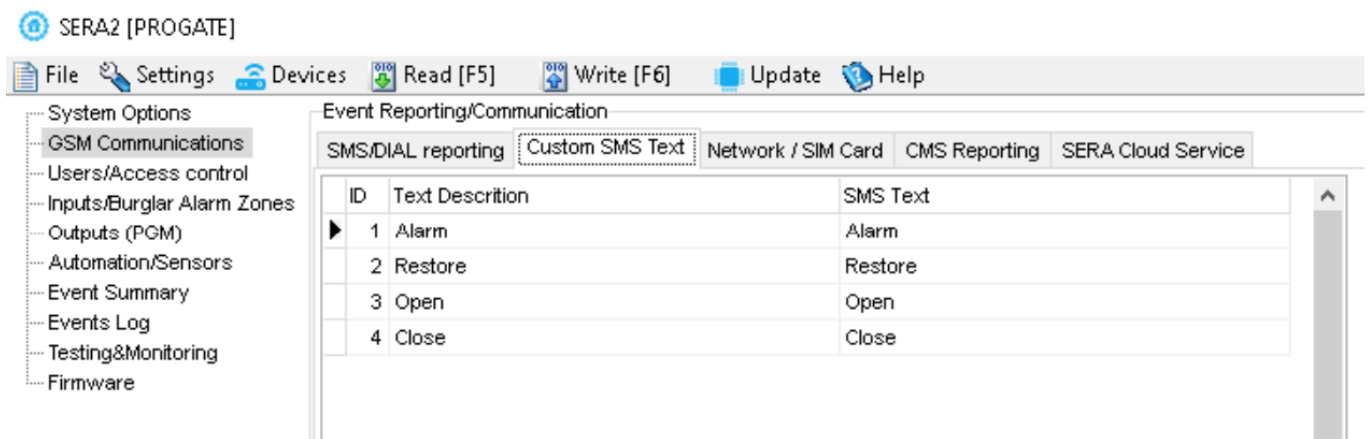 SERA2 [PROGATE]
File Settings Devices Read [F5] Write [F6] Update Help
System Options
GSM Communications
Users/Access control
Inputs/Burglar Alarm Zones
Outputs (PGM)
Automation/Sensors
Event Summary
Events Log
Testing&Monitoring
Firmware
Event Reporting/Communication
SMS/DIAL reporting Custom SMS Text Network / SIM Card CMS Reporting SERA Cloud Service
ID Text Descrition SMS Text
1 Alarm Alarm
2 Restore Restore
3 Open Open
4 Close Close